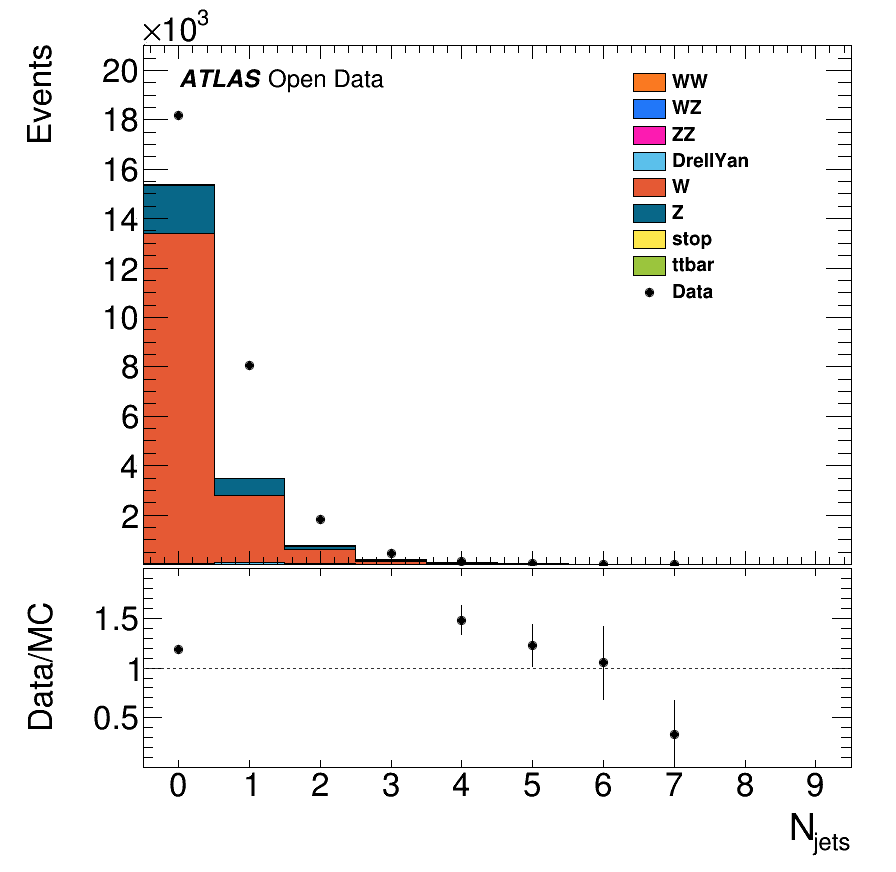 ×10³
Events
20
18
16
14
12
10
8
6
4
2
ATLAS Open Data
WW
WZ
ZZ
DrellYan
W
Z
stop
ttbar
Data
Data/MC
1.5
1
0.5
0 1 2 3 4 5 6 7 8 9
N_jets